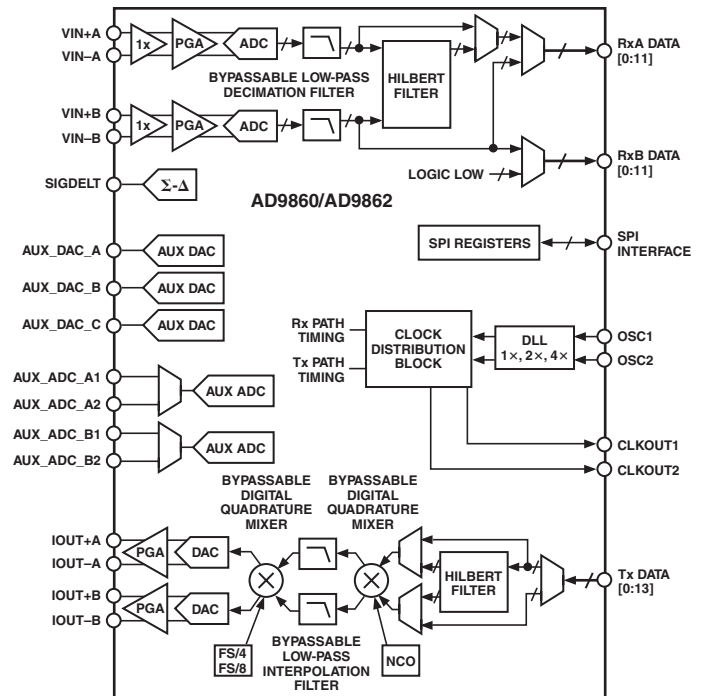 VIN+A
VIN–A
1x
PGA
ADC
BYPASSABLE LOW-PASS
DECIMATION FILTER
HILBERT
FILTER
RxA DATA
[0:11]
VIN+B
VIN–B
1x
PGA
ADC
LOGIC LOW
RxB DATA
[0:11]
SIGDELT
Σ-Δ
AD9860/AD9862
SPI REGISTERS
SPI
INTERFACE
AUX_DAC_A
AUX DAC
AUX_DAC_B
AUX DAC
AUX_DAC_C
AUX DAC
Rx PATH
TIMING
Tx PATH
TIMING
CLOCK
DISTRIBUTION
BLOCK
DLL
1×, 2×, 4×
OSC1
OSC2
AUX_ADC_A1
AUX_ADC_A2
AUX ADC
AUX_ADC_B1
AUX_ADC_B2
AUX ADC
CLKOUT1
CLKOUT2
BYPASSABLE
DIGITAL
QUADRATURE
MIXER
BYPASSABLE
DIGITAL
QUADRATURE
MIXER
IOUT+A
IOUT–A
PGA
DAC
IOUT+B
IOUT–B
PGA
DAC
HILBERT
FILTER
Tx DATA
[0:13]
FS/4
FS/8
BYPASSABLE
LOW-PASS
INTERPOLATION
FILTER
NCO